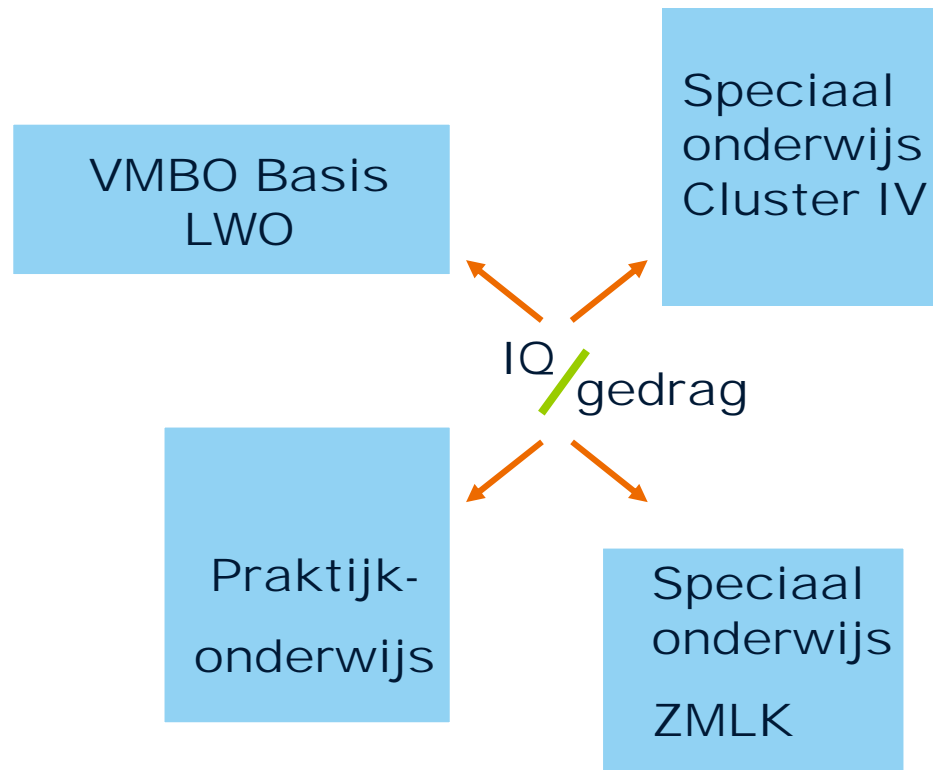 VMBO Basis
LWO
Speciaal
onderwijs
Cluster IV
IQ
gedrag
Praktijk-
onderwijs
Speciaal
onderwijs
ZMLK